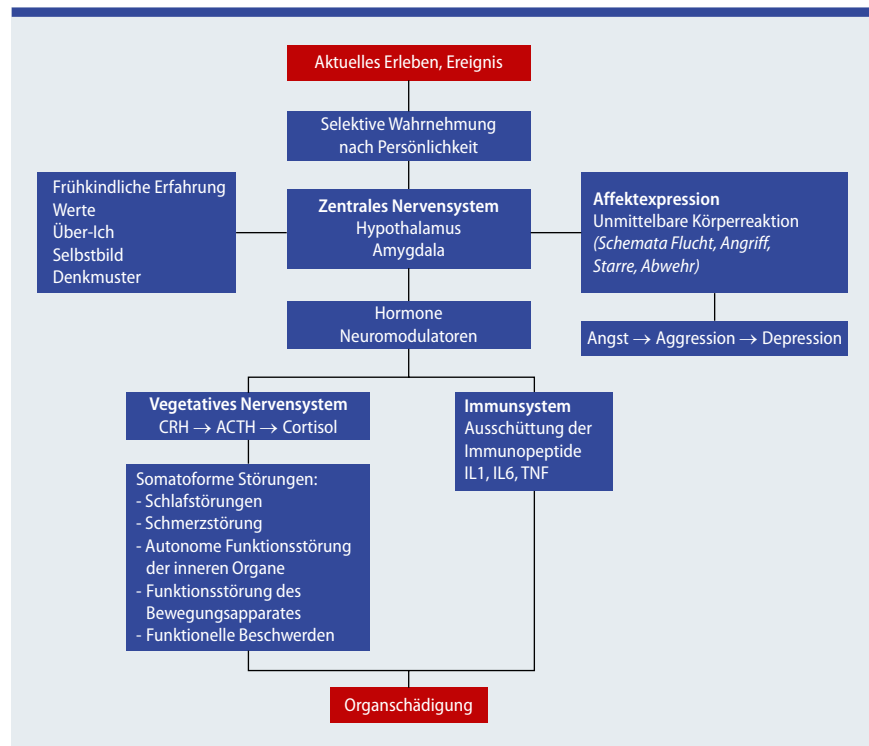 Aktuelles Erleben, Ereignis
Selektive Wahrnehmung
nach Persönlichkeit
Frühkindliche Erfahrung
Werte
Über-Ich
Selbstbild
Denkmuster
Zentrales Nervensystem
Hypothalamus
Amygdala
Affektexpression
Unmittelbare Körperreaktion
(Schemata Flucht, Angriff,
Starre, Abwehr)
Hormone
Neuromodulatoren
Angst → Aggression → Depression
Vegetatives Nervensystem
CRH → ACTH → Cortisol
Immunsystem
Ausschüttung der
Immunopeptide
IL1, IL6, TNF
Somatoforme Störungen:
- Schlafstörungen
- Schmerzstörung
- Autonome Funktionsstörung
der inneren Organe
- Funktionsstörung des
Bewegungsapparates
- Funktionelle Beschwerden
Organschädigung